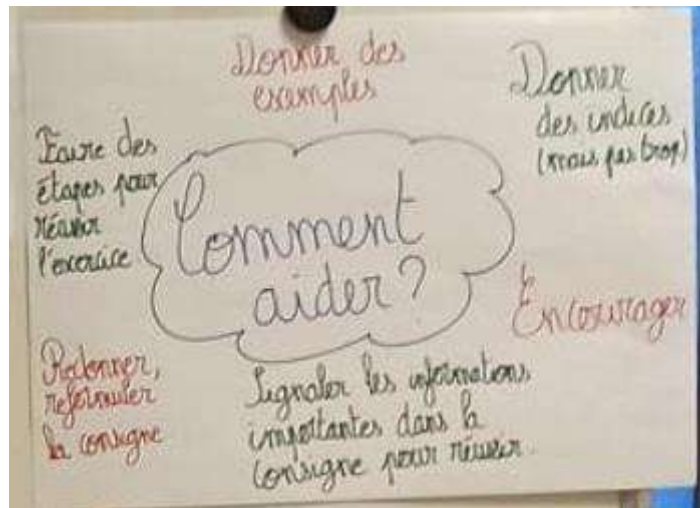 Donner des
exemples
Donner
des indices
(mais pas trop)
Faire des
étapes pour
réussir
l'exercice
Comment
aider ?
Encourager
Redonner,
reformuler
la consigne
Signaler les informations
importantes dans la
consigne pour réussir.